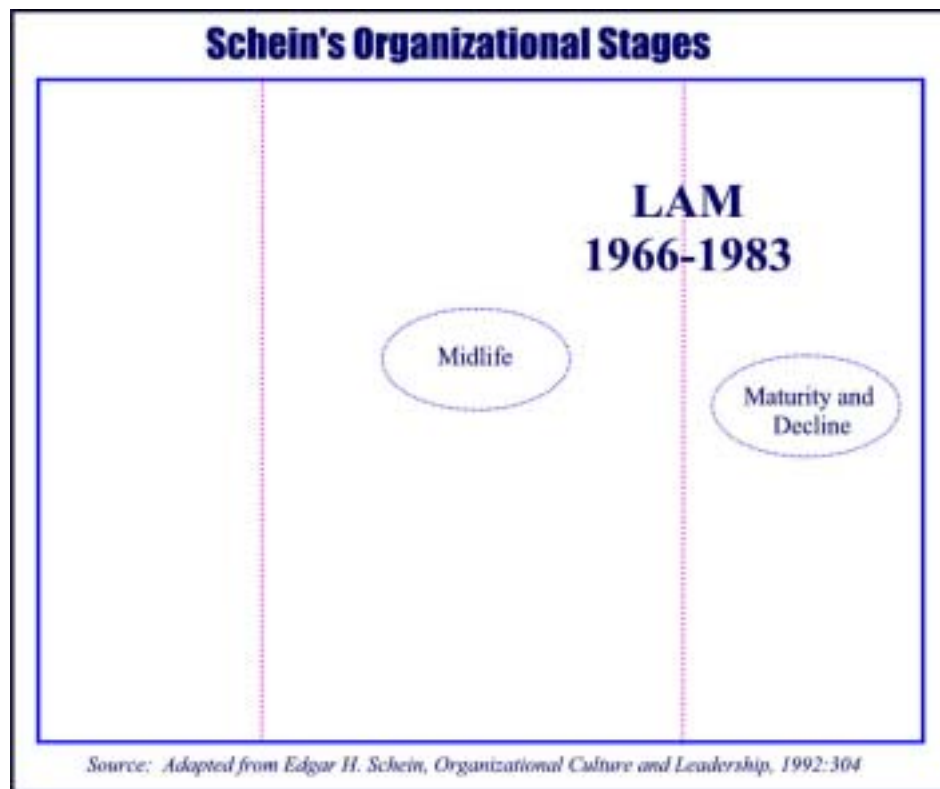 Schein's Organizational Stages
LAM
1966-1983
Midlife
Maturity and
Decline
Source: Adapted from Edgar H. Schein, Organizational Culture and Leadership, 1992:304